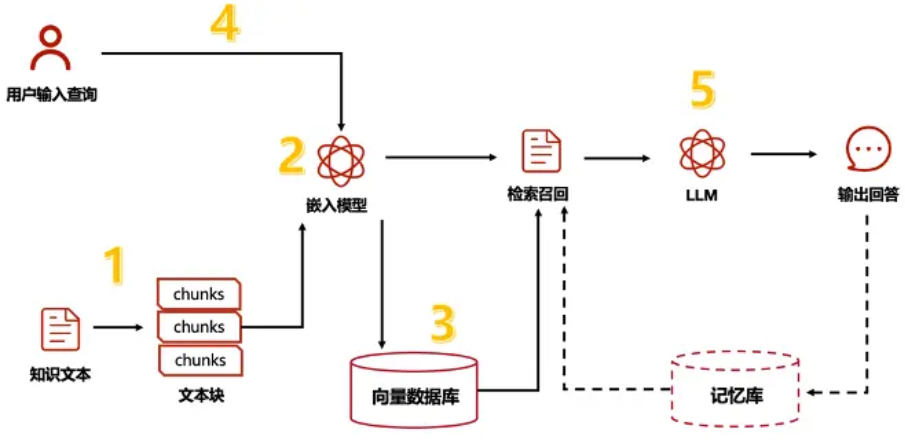 4
用户输入查询
5
2
嵌入模型
检索召回
LLM
输出回答
1
chunks
chunks
chunks
知识文本
文本块
3
向量数据库
记忆库